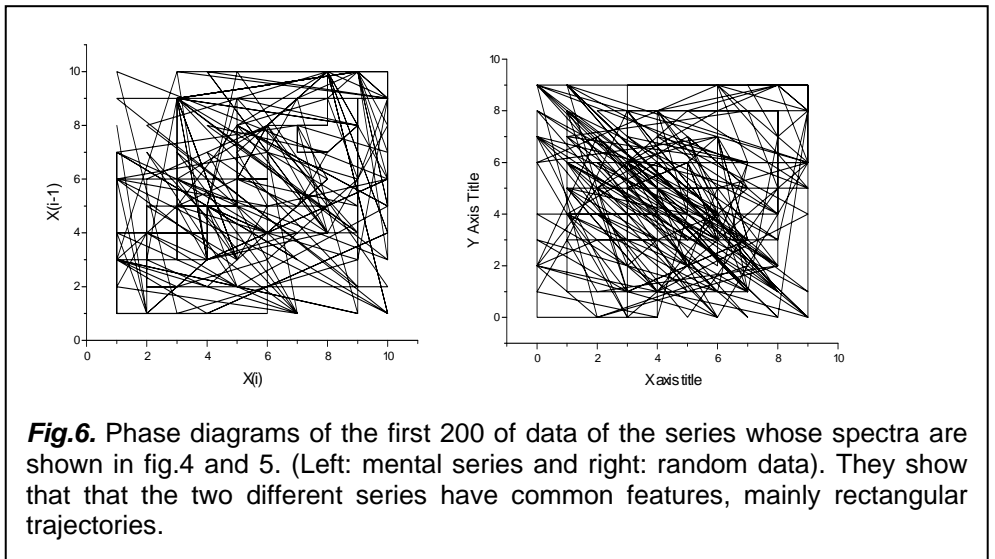 10
8
6
4
2
0
X(i-1)
0 2 4 6 8 10
X(i)
10
8
6
4
2
0
Y Axis Title
0 2 4 6 8 10
X axis title
Fig.6. Phase diagrams of the first 200 of data of the series whose spectra are
shown in fig.4 and 5. (Left: mental series and right: random data). They show
that that the two different series have common features, mainly rectangular
trajectories.